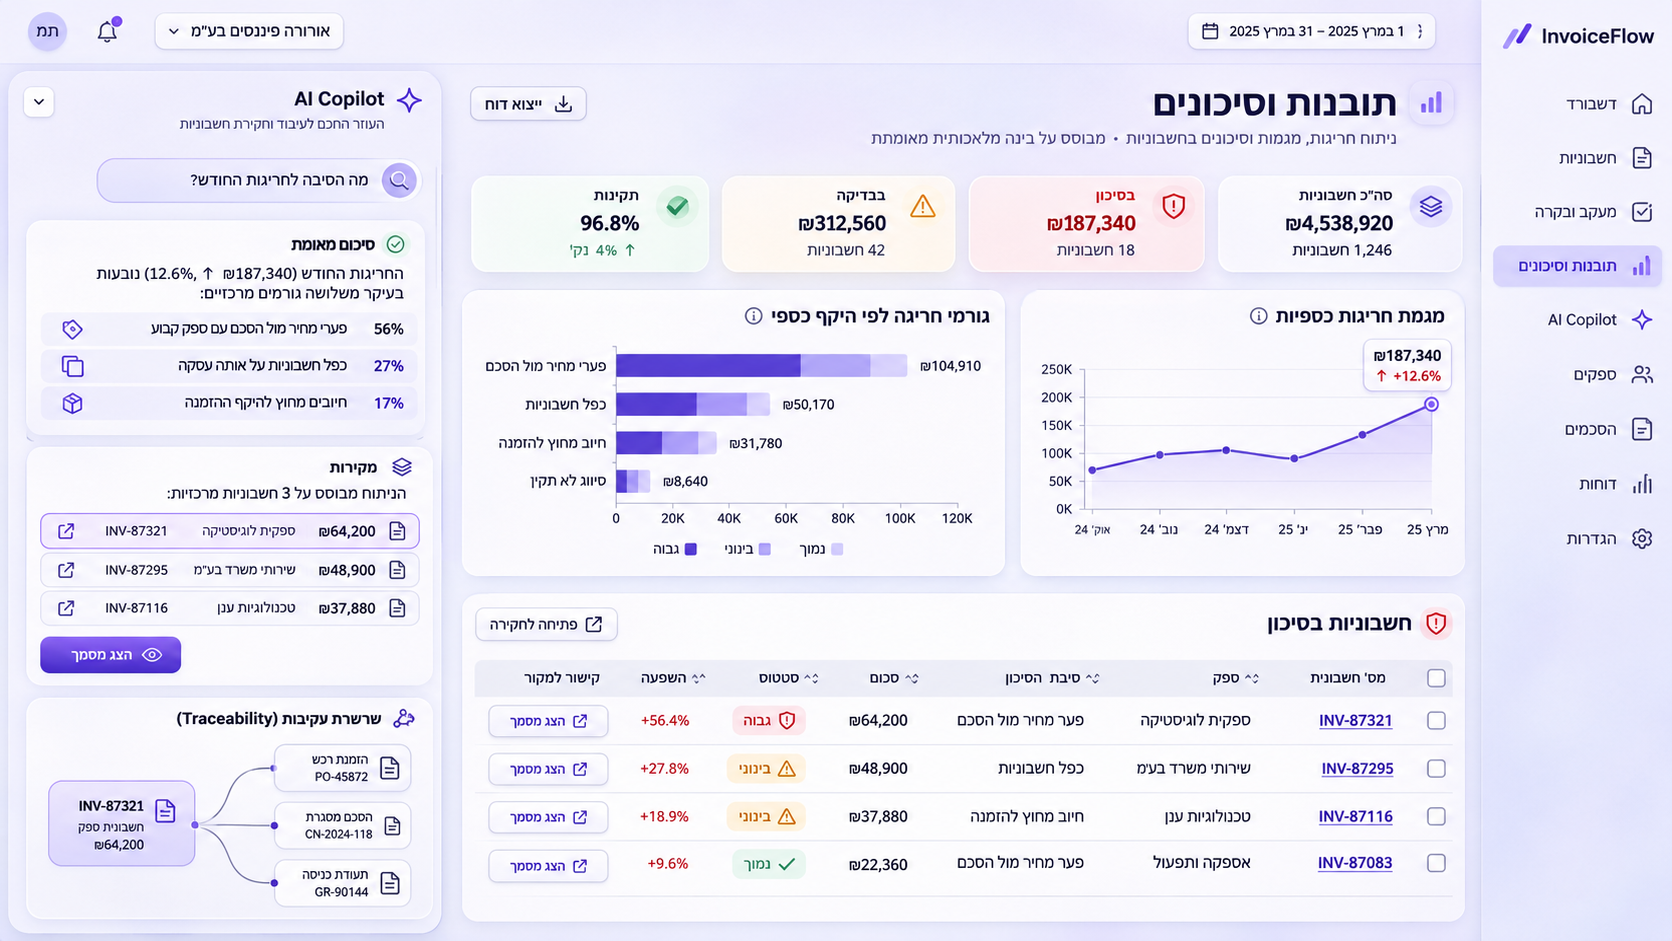 InvoiceFlow
דשבורד
חשבוניות
מעקב ובקרה
תובנות וסיכונים
AI Copilot
ספקים
הסכמים
דוחות
הגדרות
1 במרץ 2025 – 31 במרץ 2025
אורורה פיננסים בע״מ
תמ
תובנות וסיכונים
ניתוח חריגות, מגמות וסיכונים בחשבוניות • מבוסס על בינה מלאכותית מאומתת
ייצוא דוח
סה״כ חשבוניות
₪4,538,920
1,246 חשבוניות
בסיכון
₪187,340
18 חשבוניות
בבדיקה
₪312,560
42 חשבוניות
תקינות
96.8%
↑ 4% נק'
מגמת חריגות כספיות
₪187,340
↑ +12.6%
250K
200K
150K
100K
50K
0K
אוק' 24
נוב' 24
דצמ' 24
ינ' 25
פבר' 25
מרץ 25
גורמי חריגה לפי היקף כספי
פערי מחיר מול הסכם ₪104,910
כפל חשבוניות ₪50,170
חיוב מחוץ להזמנה ₪31,780
סיווג לא תקין ₪8,640
0 20K 40K 60K 80K 100K 120K
גבוה בינוני נמוך
חשבוניות בסיכון
פתיחה לחקירה
מס' חשבונית ספק סיבת הסיכון סכום סטטוס השפעה קישור למקור
INV-87321 ספקית לוגיסטיקה פער מחיר מול הסכם ₪64,200 גבוה +56.4% הצג מסמך
INV-87295 שירותי משרד בע״מ כפל חשבוניות ₪48,900 בינוני +27.8% הצג מסמך
INV-87116 טכנולוגיות ענן חיוב מחוץ להזמנה ₪37,880 בינוני +18.9% הצג מסמך
INV-87083 אספקה ותפעול פער מחיר מול הסכם ₪22,360 נמוך +9.6% הצג מסמך
AI Copilot
העוזר החכם לעיבוד וחקירת חשבוניות
מה הסיבה לחריגות החודש?
סיכום מאומת
החריגות החודש (₪187,340 ↑ ,12.6%) נובעות
בעיקר משלושה גורמים מרכזיים:
56% פערי מחיר מול הסכם עם ספק קבוע
27% כפל חשבוניות על אותה עסקה
17% חיובים מחוץ להיקף ההזמנה
מקירות
הניתוח מבוסס על 3 חשבוניות מרכזיות:
₪64,200 ספקית לוגיסטיקה INV-87321
₪48,900 שירותי משרד בע״מ INV-87295
₪37,880 טכנולוגיות ענן INV-87116
הצג מסמך
שרשרת עקיבות (Traceability)
הזמנת רכש
PO-45872
הסכם מסגרת
CN-2024-118
תעודת כניסה
GR-90144
INV-87321
חשבונית ספק
₪64,200